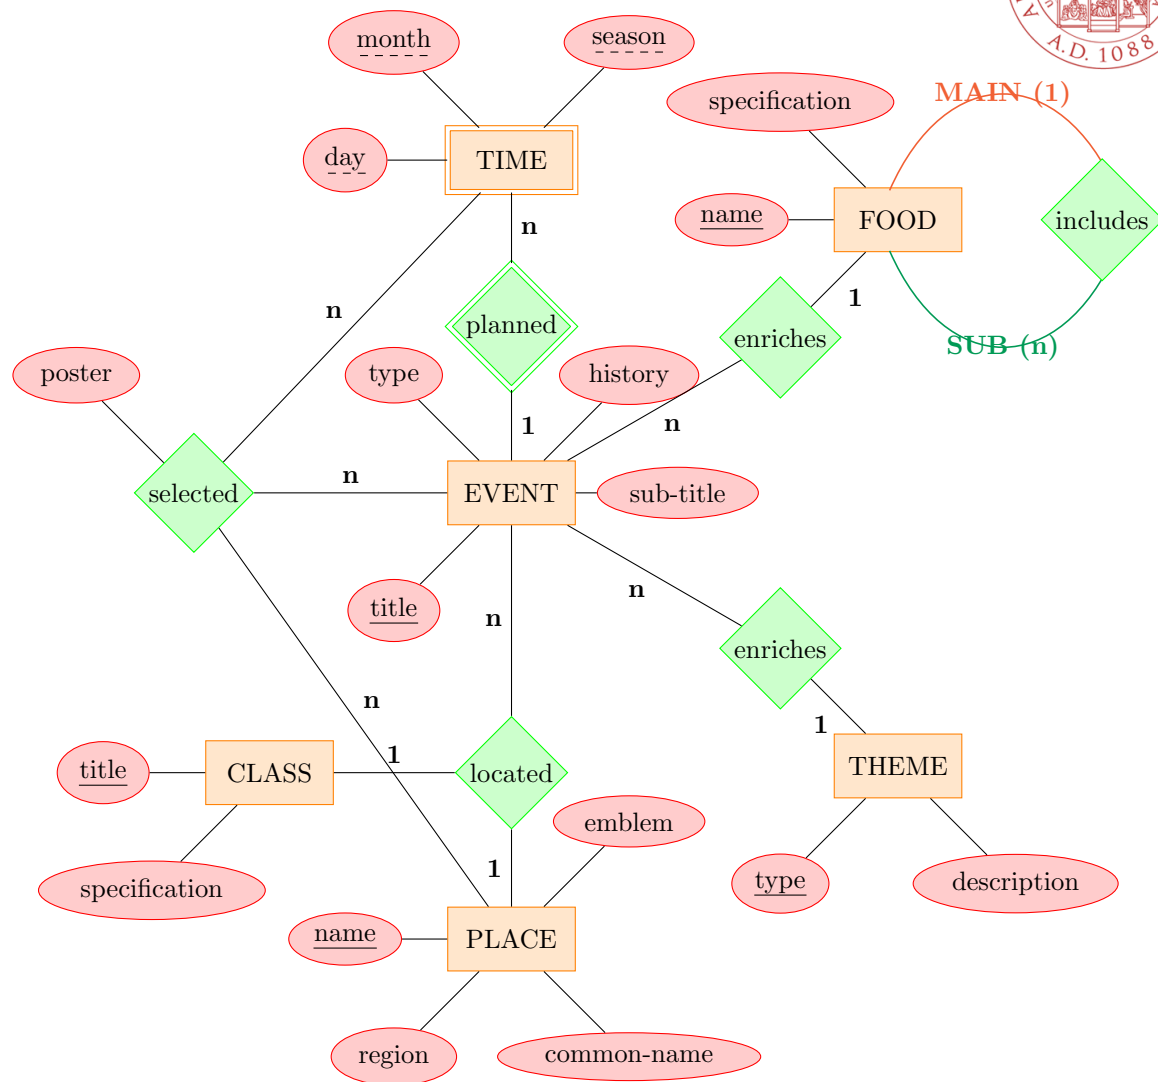 month
season
A.D. 1088
MAIN (1)
specification
day
TIME
name
FOOD
includes
n
1
n
planned
enriches
SUB (n)
poster
type
history
1
n
n
selected
EVENT
sub-title
title
n
n
enriches
n
1
1
title
CLASS
located
THEME
emblem
1
specification
type
description
name
PLACE
region
common-name